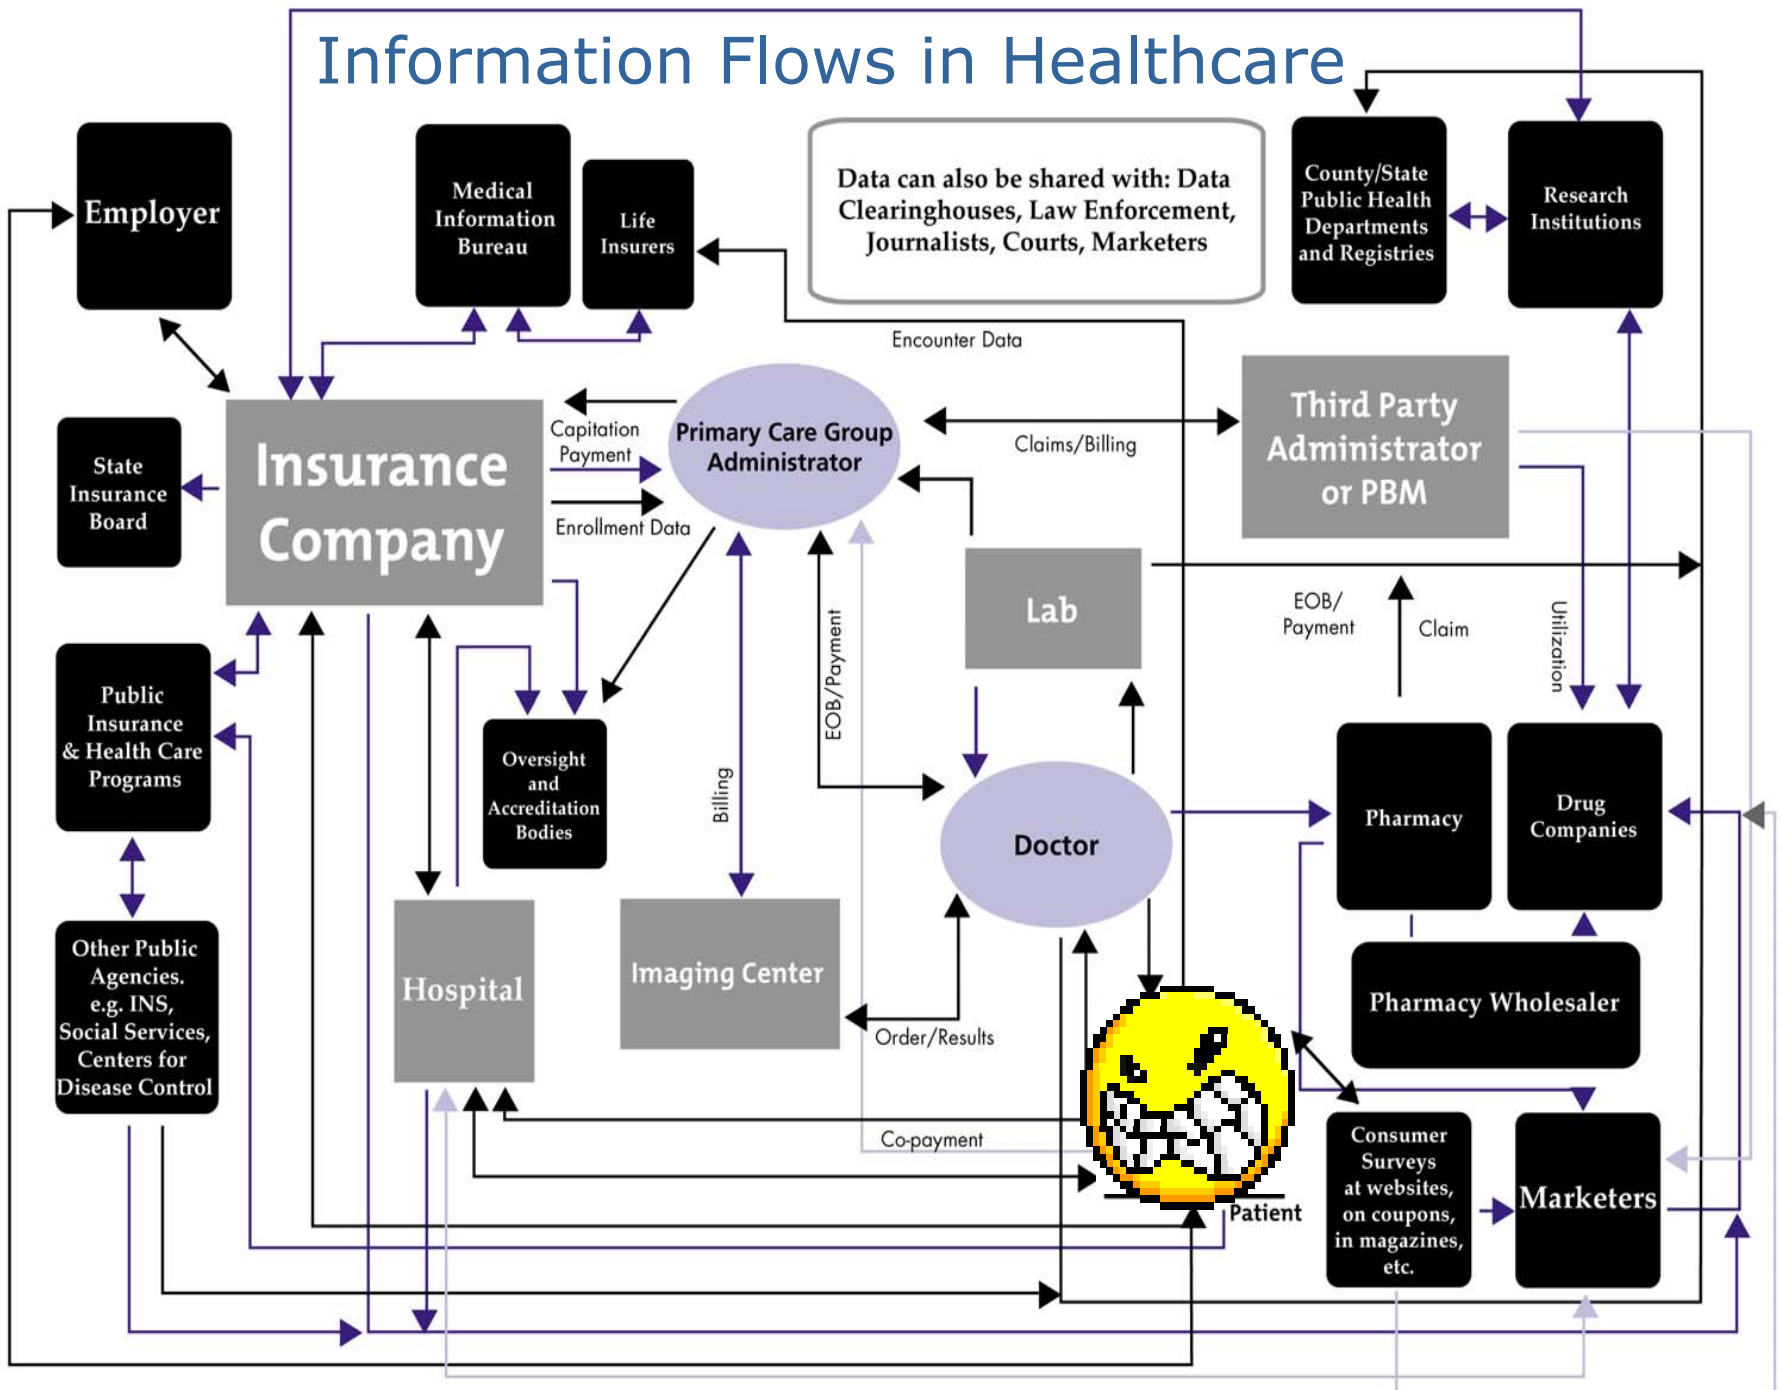 Information Flows in Healthcare
Employer
Medical
Information
Bureau
Life
Insurers
Data can also be shared with: Data
Clearinghouses, Law Enforcement,
Journalists, Courts, Marketers
County/State
Public Health
Departments
and Registries
Research
Institutions
Encounter Data
State
Insurance
Board
Insurance
Company
Capitation
Payment
Enrollment Data
Primary Care Group
Administrator
Claims/Billing
Third Party
Administrator
or PBM
Lab
EOB/
Payment
Claim
Utilization
EOB/Payment
Billing
Public
Insurance
& Health Care
Programs
Oversight
and
Accreditation
Bodies
Doctor
Pharmacy
Drug
Companies
Other Public
Agencies.
e.g. INS,
Social Services,
Centers for
Disease Control
Hospital
Imaging Center
Order/Results
Pharmacy Wholesaler
Co-payment
Patient
Consumer
Surveys
at websites,
on coupons,
in magazines,
etc.
Marketers